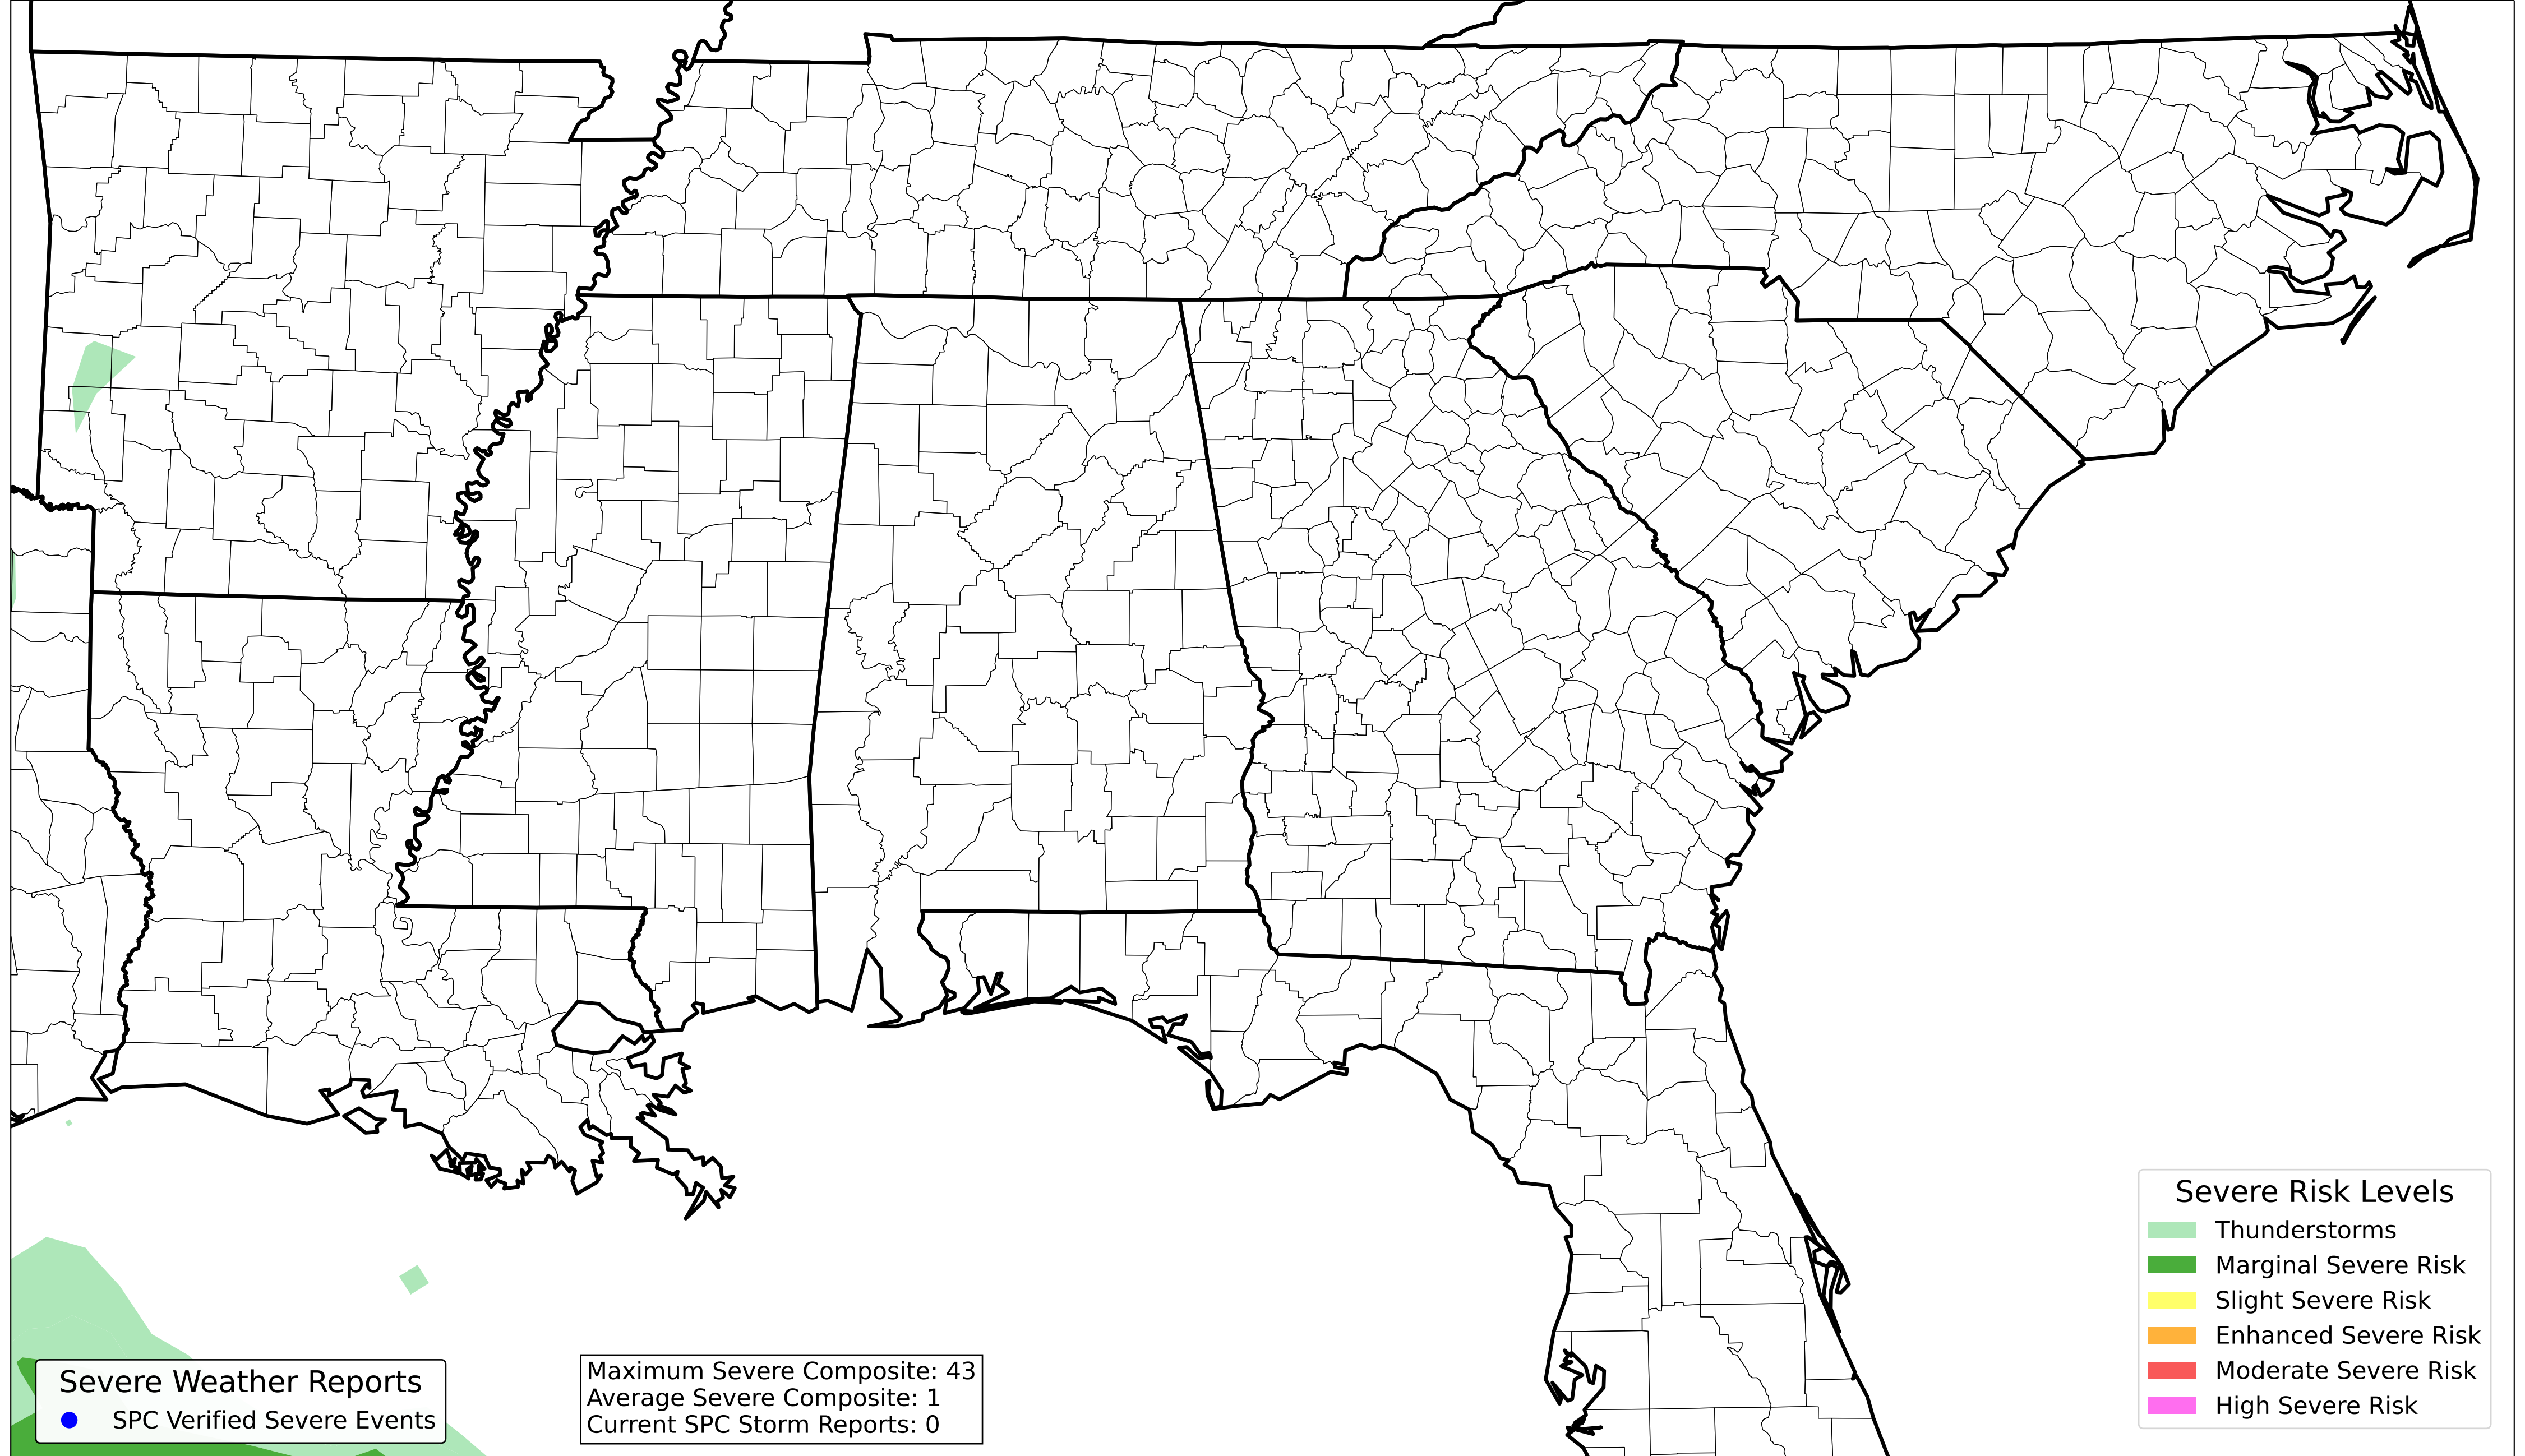 Severe Weather Reports
SPC Verified Severe Events
Maximum Severe Composite: 43
Average Severe Composite: 1
Current SPC Storm Reports: 0
Severe Risk Levels
Thunderstorms
Marginal Severe Risk
Slight Severe Risk
Enhanced Severe Risk
Moderate Severe Risk
High Severe Risk